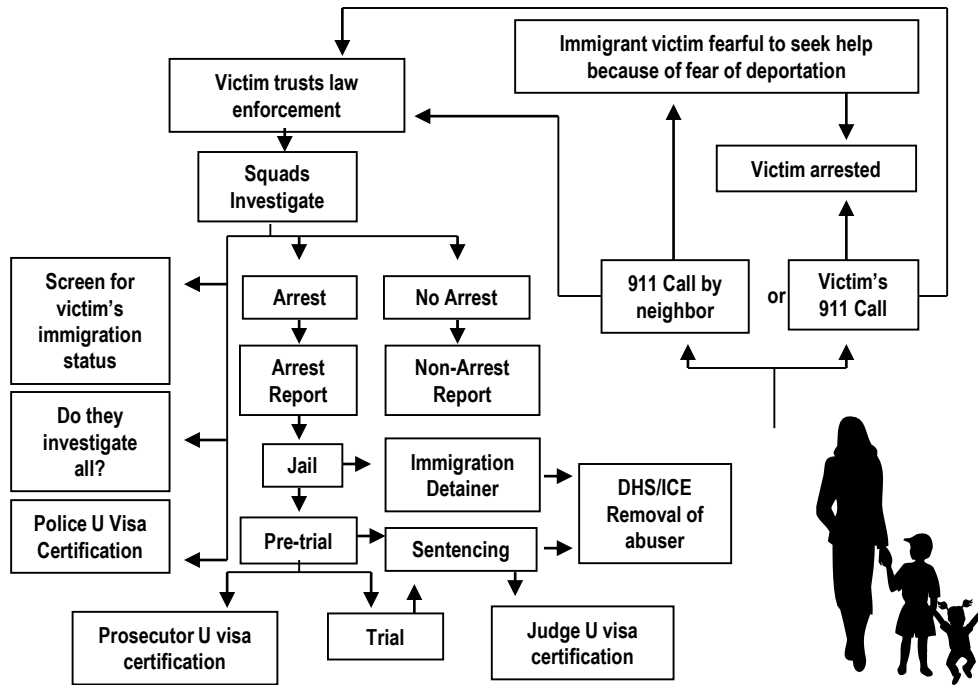 Immigrant victim fearful to seek help
because of fear of deportation
Victim trusts law
enforcement
Victim arrested
Squads
Investigate
Screen for
victim’s
immigration
status
Arrest
No Arrest
911 Call by
neighbor
or
Victim’s
911 Call
Arrest
Report
Non-Arrest
Report
Do they
investigate
all?
Jail
Immigration
Detainer
DHS/ICE
Removal of
abuser
Police U Visa
Certification
Pre-trial
Sentencing
Prosecutor U visa
certification
Trial
Judge U visa
certification